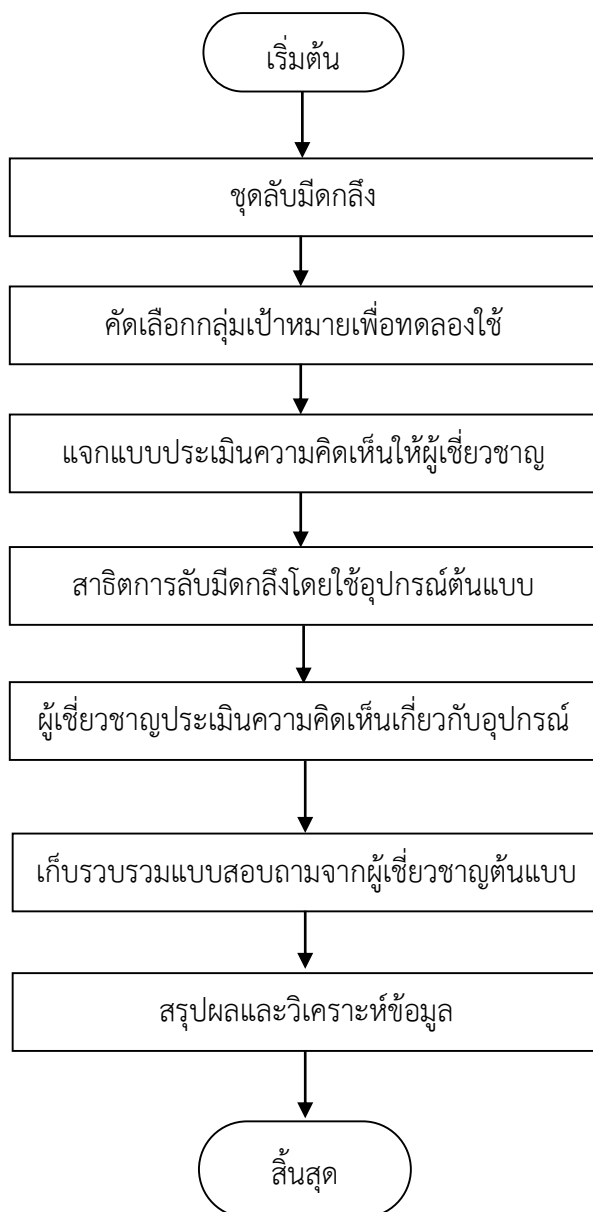 เริ่มต้น
ชุดลับมีดกลึง
คัดเลือกกลุ่มเป้าหมายเพื่อทดลองใช้
แจกแบบประเมินความคิดเห็นให้ผู้เชี่ยวชาญ
สาธิตการลับมีดกลึงโดยใช้อุปกรณ์ต้นแบบ
ผู้เชี่ยวชาญประเมินความคิดเห็นเกี่ยวกับอุปกรณ์
เก็บรวบรวมแบบสอบถามจากผู้เชี่ยวชาญต้นแบบ
สรุปผลและวิเคราะห์ข้อมูล
สิ้นสุด